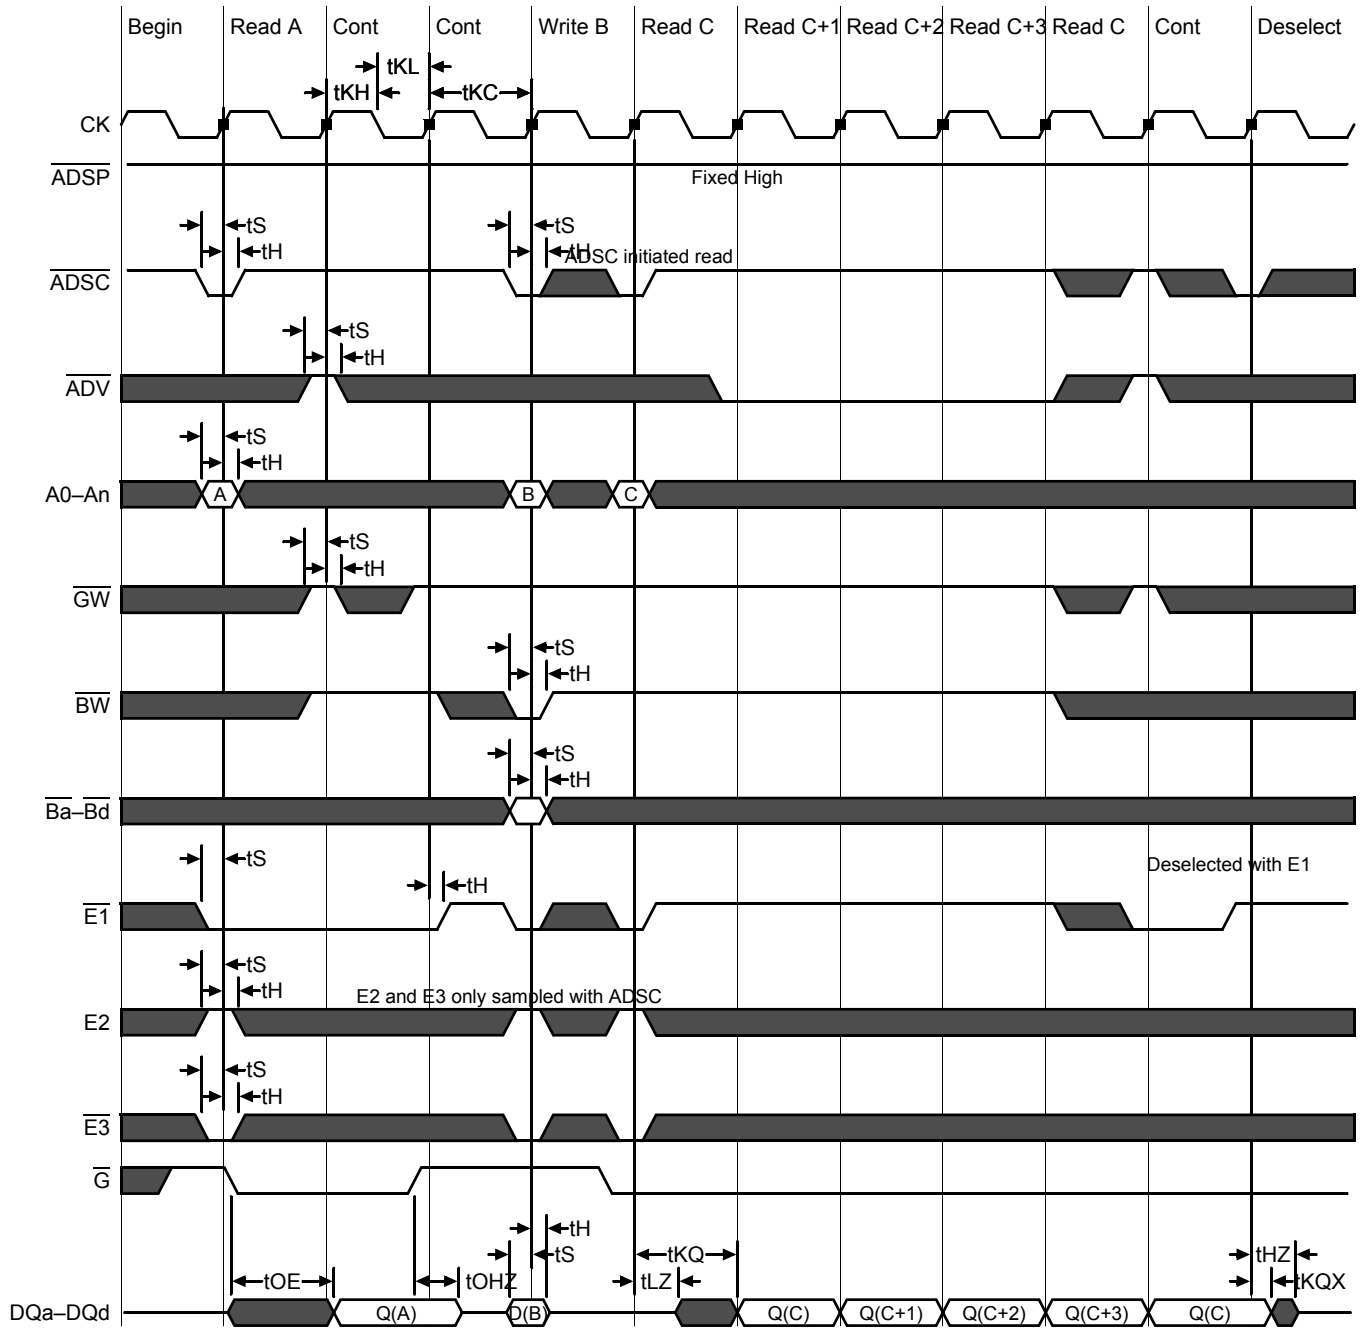 Begin Read A Cont Cont Write B Read C Read C+1 Read C+2 Read C+3 Read C Cont Deselect
tKL
tKH tKC
CK
ADSP
Fixed High
tS tS
tH tH
ADSC initiated read
ADSC
tS
tH
ADV
tS
tH
A0–An A B C
tS
tH
GW
tS
tH
BW
tS
tH
Ba–Bd
tS Deselected with E1
tH
E1
tS
tH
E2 and E3 only sampled with ADSC
E2
tS
tH
E3
G
tH
tS tKQ tHZ
tOE tOHZ tLZ tKQX
DQa–DQd Q(A) D(B) Q(C) Q(C+1) Q(C+2) Q(C+3) Q(C)